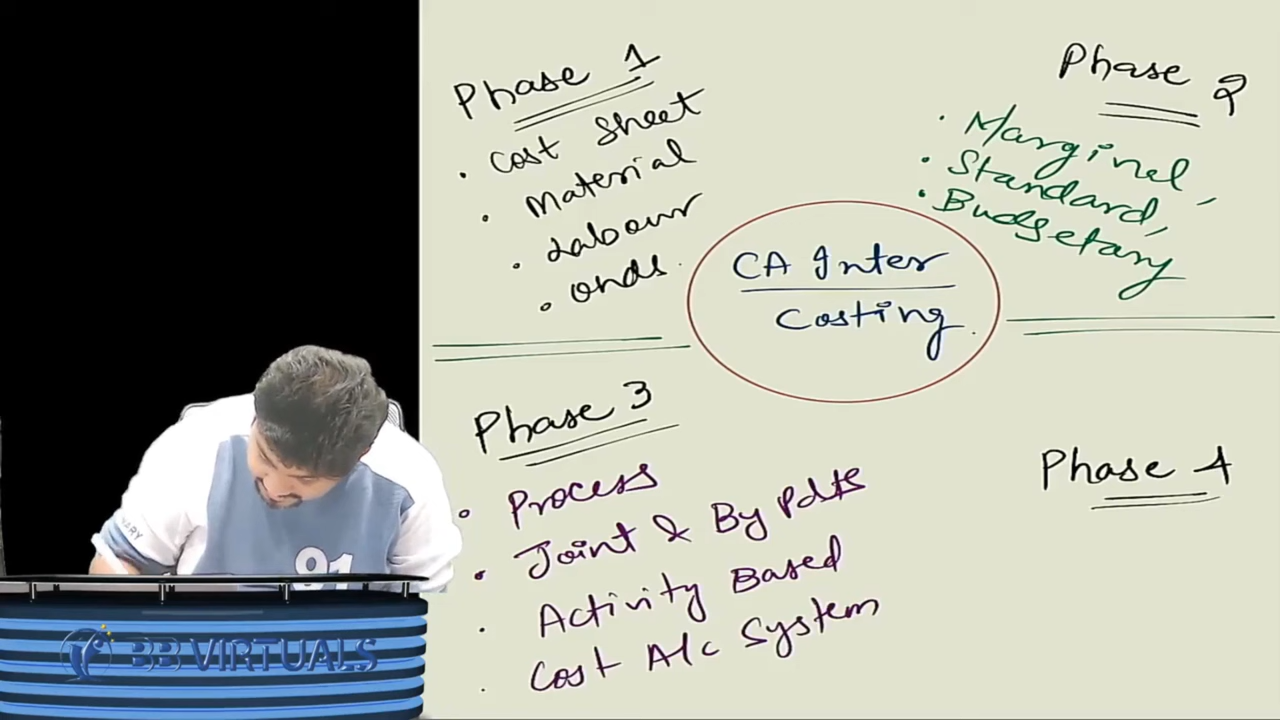 Phase 1
• Cost Sheet
• Material
• Labour
• OHDS.
Phase 2
• Marginal,
• Standard,
• Budgetary
CA Inter
Costing.
Phase 3
• Process
• Joint & By Pdts
• Activity Based
• Cost A/c System
Phase 4
91
BB VIRTUALS